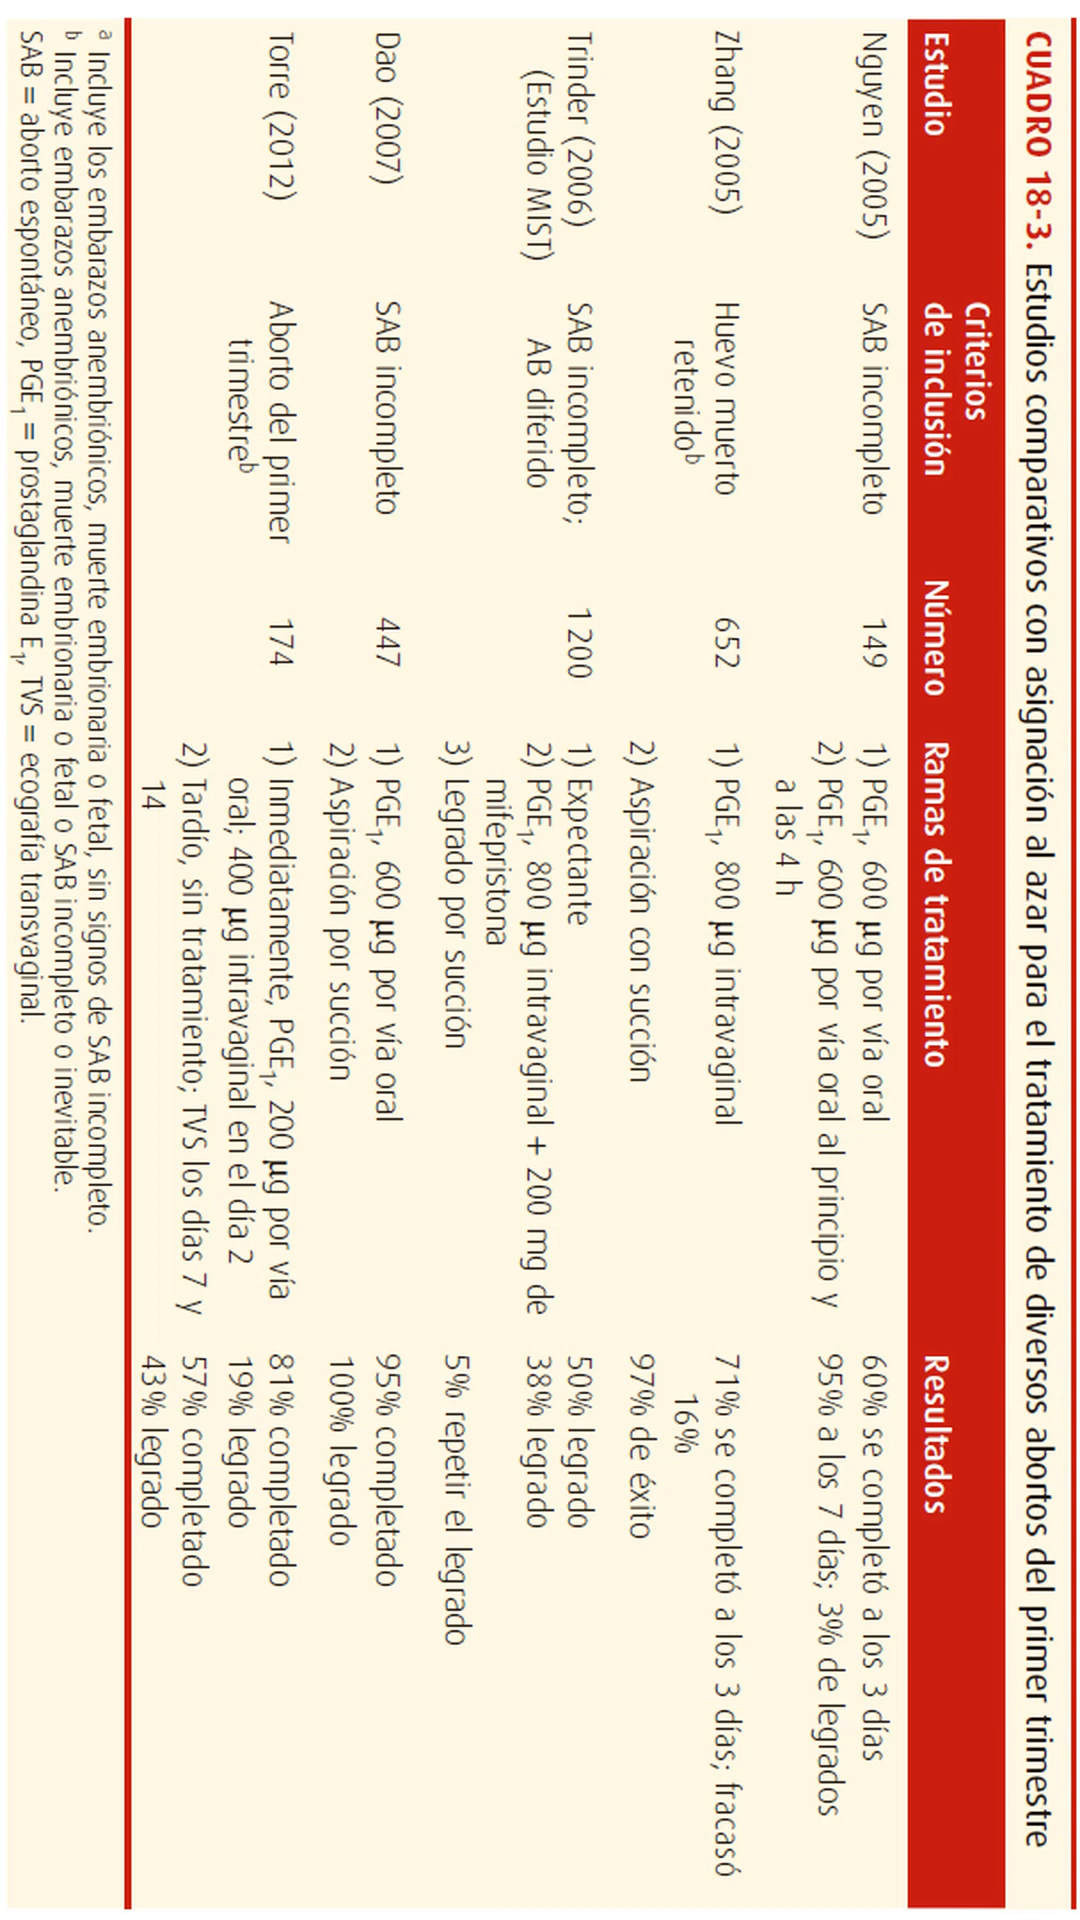 CUADRO 18-3. Estudios comparativos con asignación al azar para el tratamiento de diversos abortos del primer trimestre
Estudio Criterios de inclusión Número Ramas de tratamiento Resultados
Nguyen (2005) SAB incompleto 149 1) PGE₁, 600 μg por vía oral 60% se completó a los 3 días
2) PGE₁, 600 μg por vía oral al principio y 95% a los 7 días; 3% de legrados
a las 4 h
Zhang (2005) Huevo muerto 652 1) PGE₁, 800 μg intravaginal 71% se completó a los 3 días; fracasó
retenidoᵇ 16%
2) Aspiración con succión 97% de éxito
Trinder (2006) SAB incompleto; 1 200 1) Expectante 50% legrado
(Estudio MIST) AB diferido 2) PGE₁, 800 μg intravaginal + 200 mg de 38% legrado
mifepristona
3) Legrado por succión 5% repetir el legrado
Dao (2007) SAB incompleto 447 1) PGE₁, 600 μg por vía oral 95% completado
2) Aspiración por succión 100% legrado
Torre (2012) Aborto del primer 174 1) Inmediatamente, PGE₁, 200 μg por vía 81% completado
trimestreᵇ oral; 400 μg intravaginal en el día 2 19% legrado
2) Tardío, sin tratamiento; TVS los días 7 y 57% completado
14 43% legrado
ᵃ Incluye los embarazos anembriónicos, muerte embrionaria o fetal, sin signos de SAB incompleto.
ᵇ Incluye embarazos anembriónicos, muerte embrionaria o fetal o SAB incompleto o inevitable.
SAB = aborto espontáneo, PGE₁ = prostaglandina E₁, TVS = ecografía transvaginal.